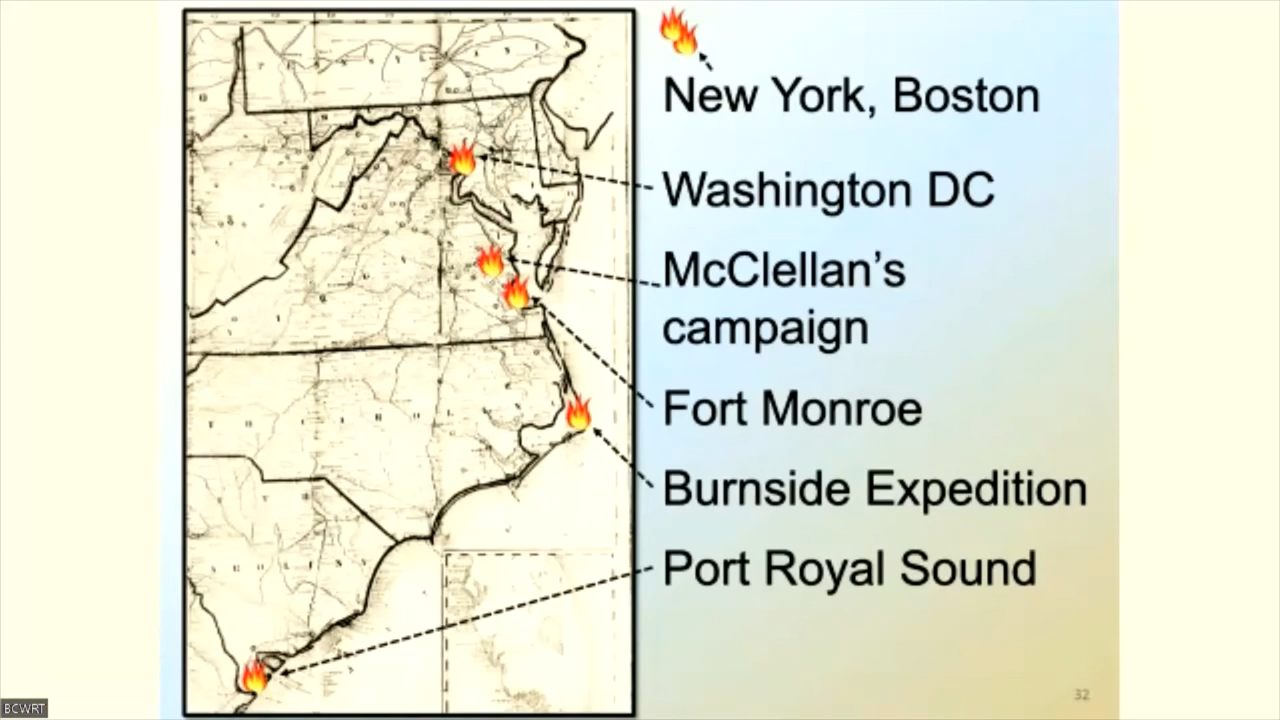 New York, Boston
Washington DC
McClellan’s
campaign
Fort Monroe
Burnside Expedition
Port Royal Sound
32
BCWRT